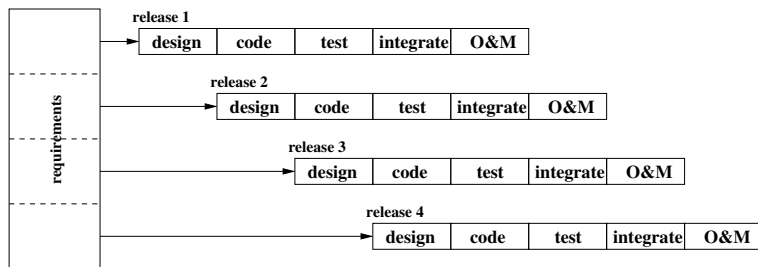 release 1
design code test integrate O&M
release 2
design code test integrate O&M
requirements
release 3
design code test integrate O&M
release 4
design code test integrate O&M